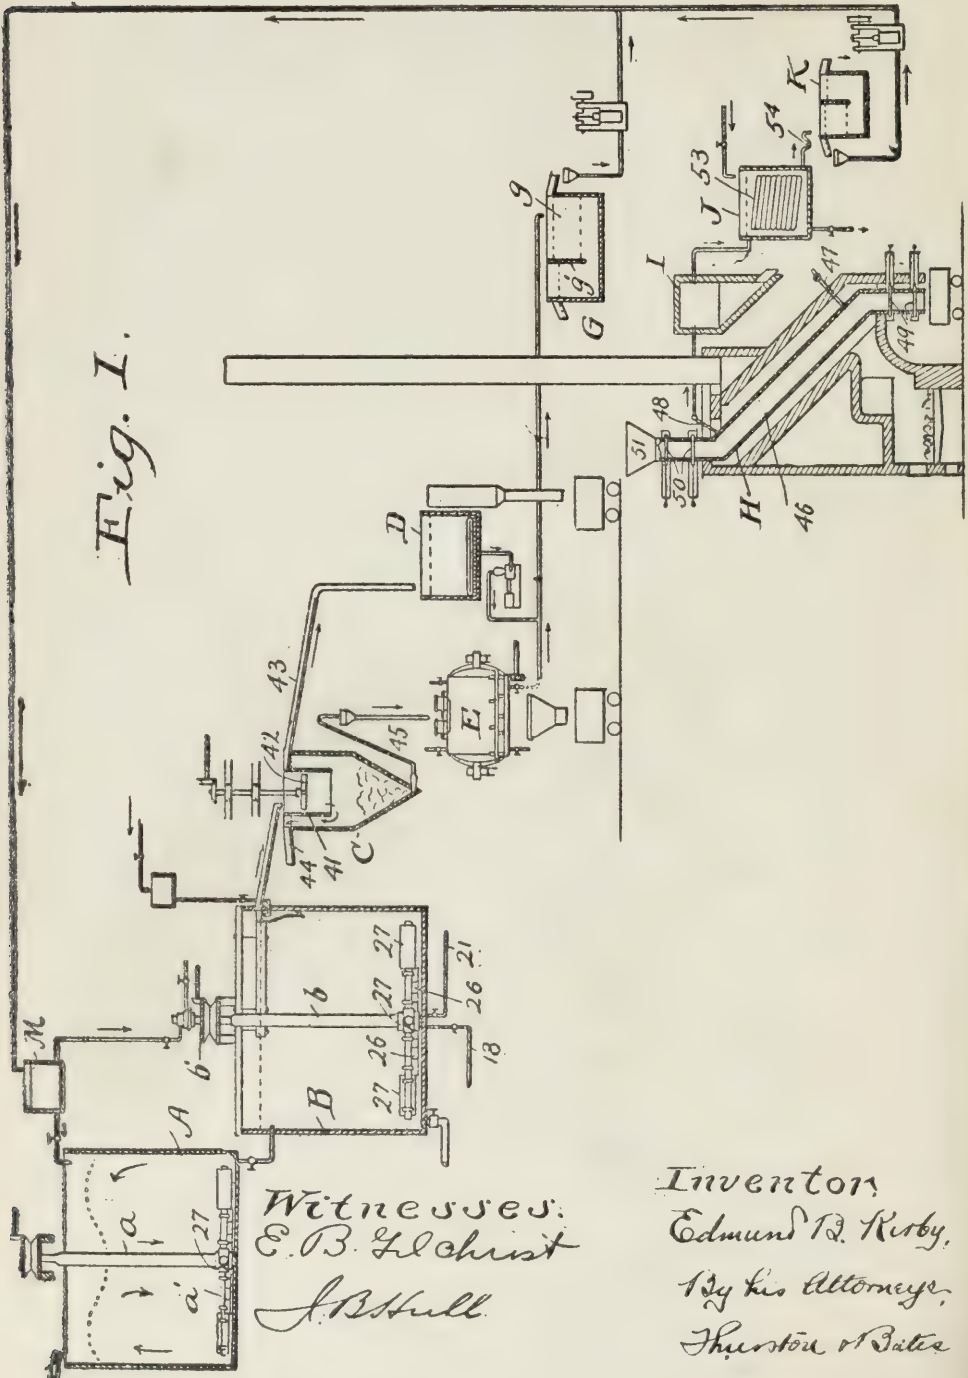 Fig. 1.
M
A
a
a'
27
b'
b
B
27
27
26
26
27
18
21
C
41
44
42
43
45
E
D
G
g
g'
H
46
47
48
49
50
51
I
J
53
54
K
Witnesses:
E. B. Gilchrist
J. B. Hull
Inventor,
Edmund B. Kirby,
By his Attorneys,
Thurston & Bates